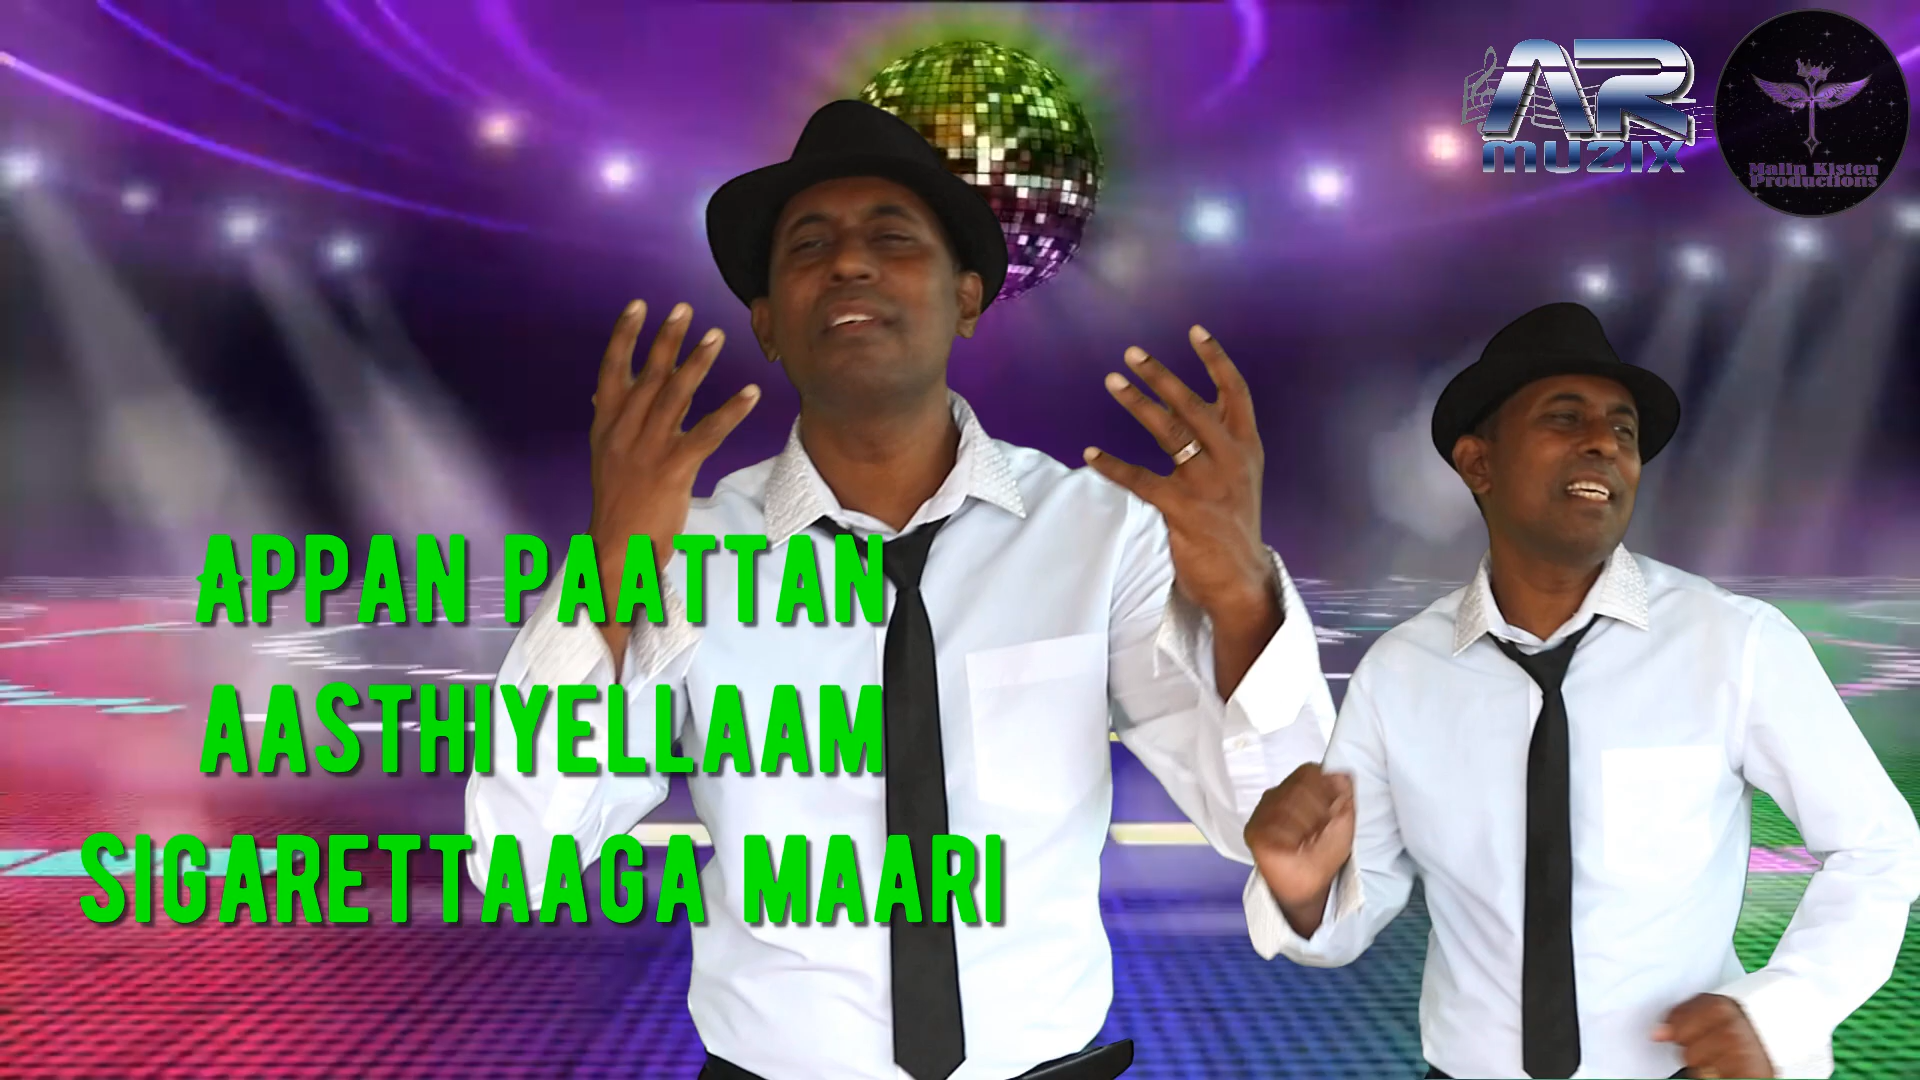 AR
muzix
Malin Kisten
Productions
APPAN PAATTAN
AASTHIYELLAAM
SIGARETTAAGA MAARI